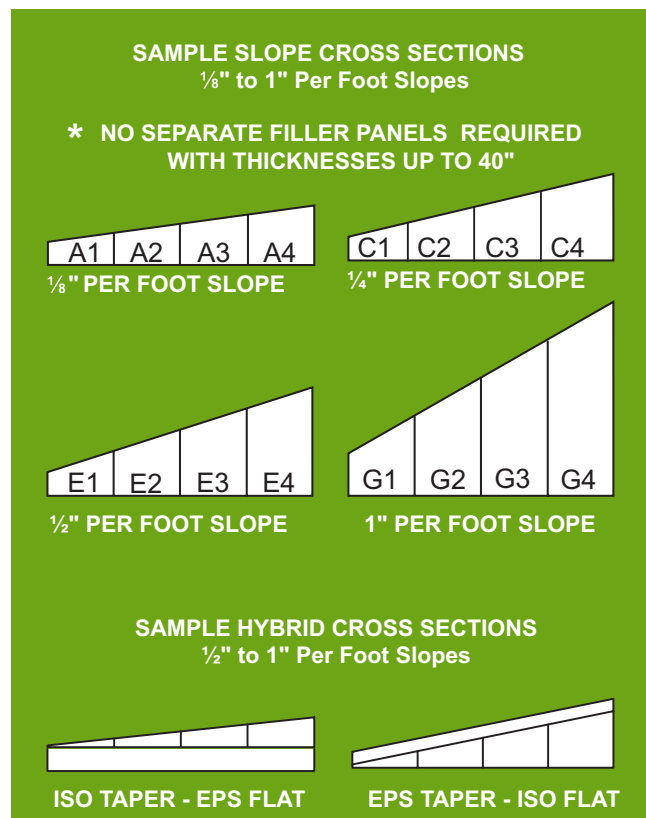 SAMPLE SLOPE CROSS SECTIONS
⅛" to 1" Per Foot Slopes
* NO SEPARATE FILLER PANELS REQUIRED
WITH THICKNESSES UP TO 40"
A1 A2 A3 A4
⅛" PER FOOT SLOPE
C1 C2 C3 C4
¼" PER FOOT SLOPE
E1 E2 E3 E4
½" PER FOOT SLOPE
G1 G2 G3 G4
1" PER FOOT SLOPE
SAMPLE HYBRID CROSS SECTIONS
½" to 1" Per Foot Slopes
ISO TAPER - EPS FLAT
EPS TAPER - ISO FLAT